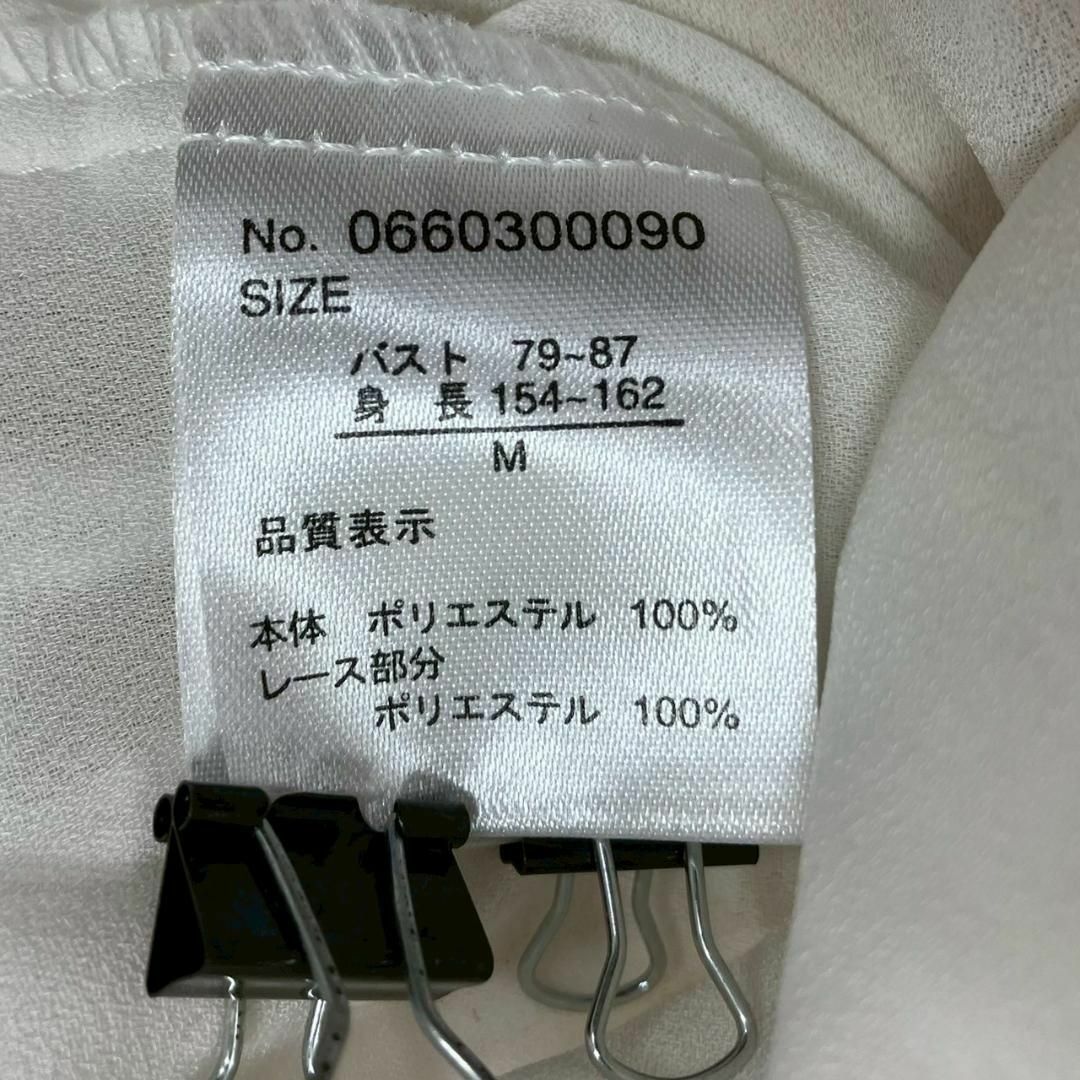 No. 0660300090
SIZE
バスト 79~87
身 長 154~162
M
品質表示
本体 ポリエステル 100%
レース部分
ポリエステル 100%